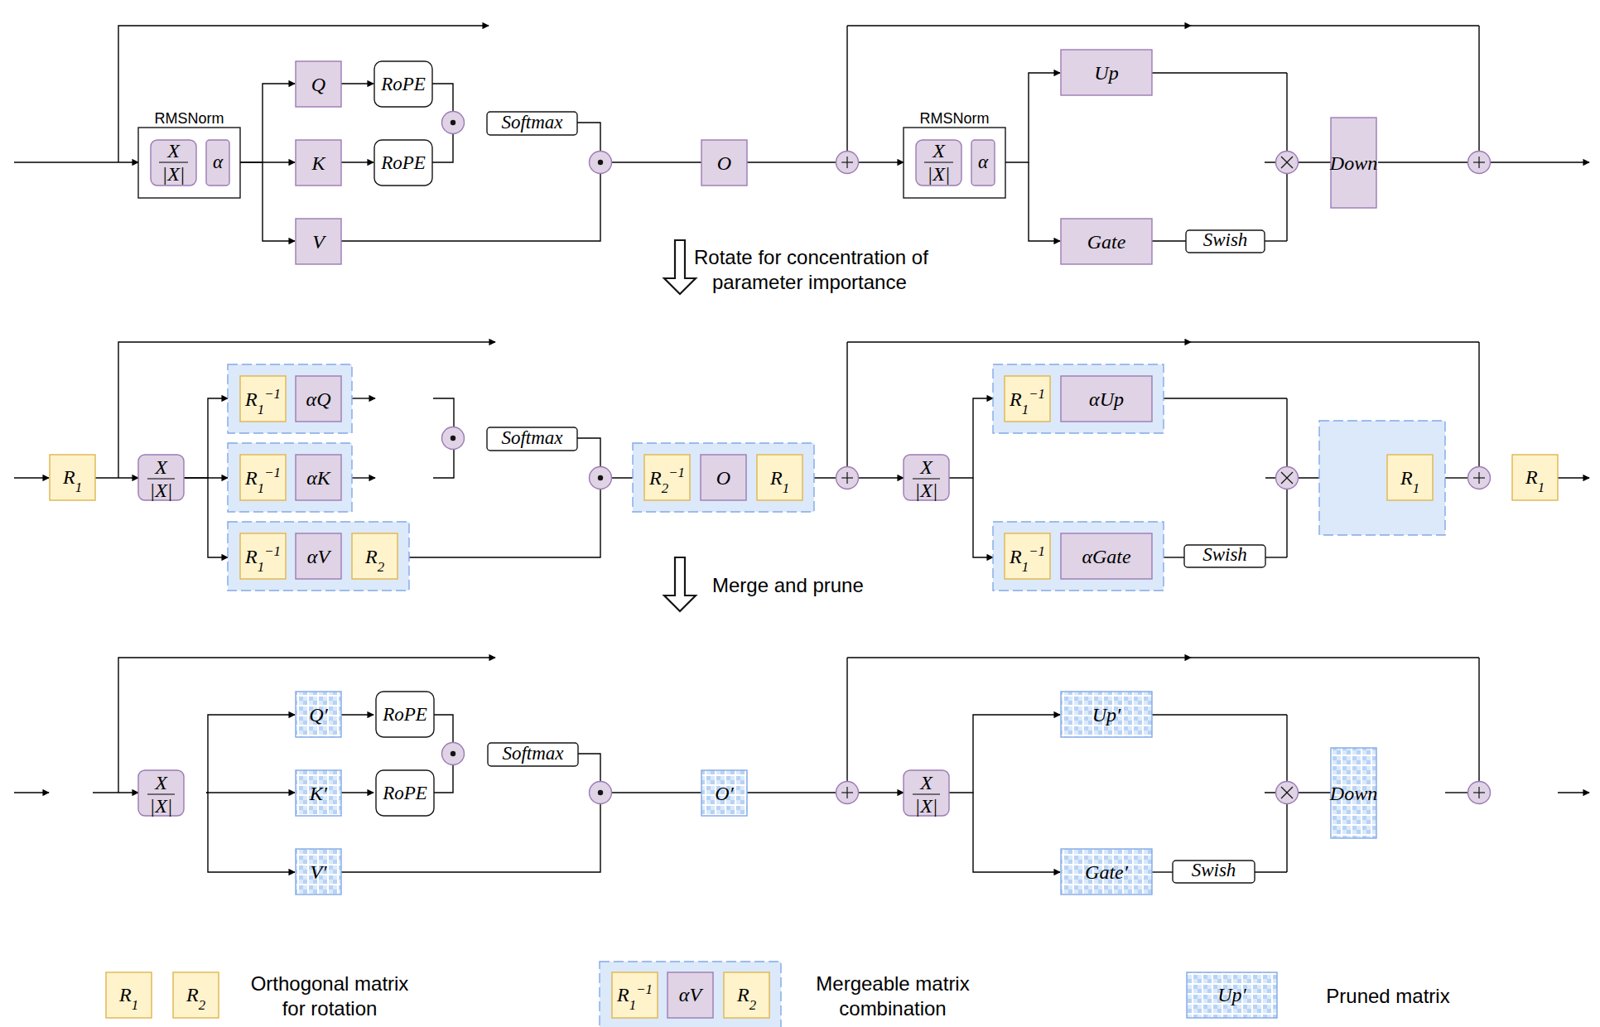 RMSNorm
X
|X|
α
Q
RoPE
K
RoPE
V
Softmax
O
RMSNorm
X
|X|
α
Up
Gate
Swish
Down
Rotate for concentration of
parameter importance
R1
X
|X|
R1−1 αQ
R1−1 αK
R1−1 αV R2
Softmax
R2−1 O R1
X
|X|
R1−1 αUp
R1−1 αGate
Swish
R1
R1
Merge and prune
X
|X|
Q′
RoPE
K′
RoPE
V′
Softmax
O′
X
|X|
Up′
Gate′
Swish
Down
R1 R2
Orthogonal matrix
for rotation
R1−1 αV R2
Mergeable matrix
combination
Up′
Pruned matrix